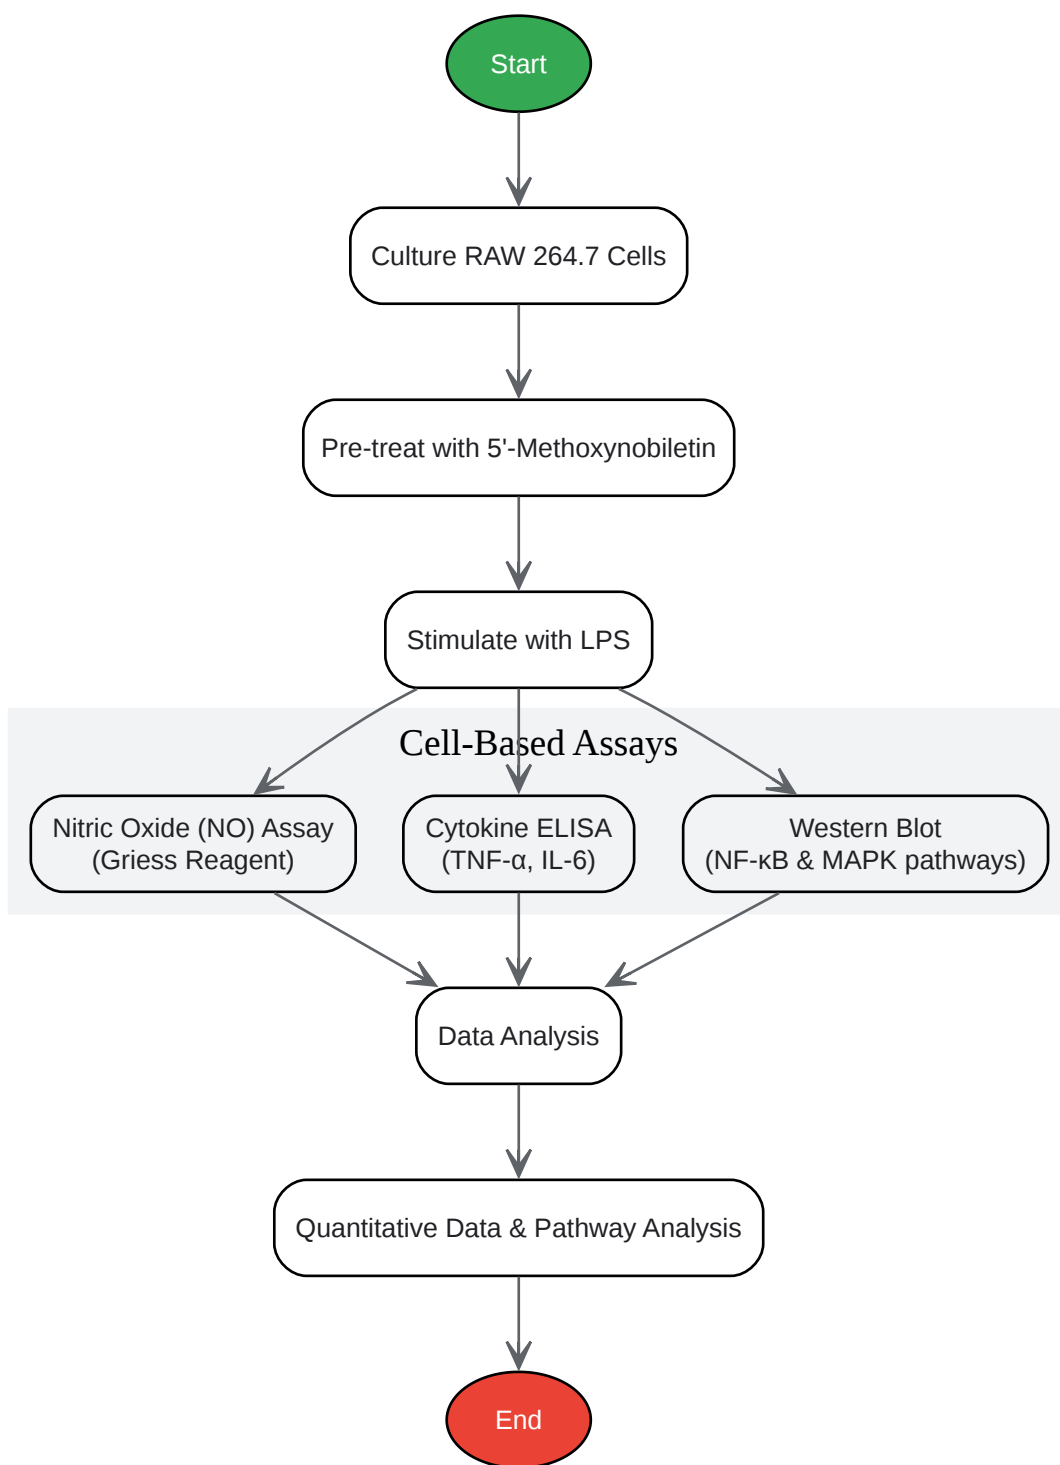 Start
Culture RAW 264.7 Cells
Pre-treat with 5'-Methoxynobiletin
Stimulate with LPS
Cell-Based Assays
Nitric Oxide (NO) Assay
(Griess Reagent)
Cytokine ELISA
(TNF-α, IL-6)
Western Blot
(NF-κB & MAPK pathways)
Data Analysis
Quantitative Data & Pathway Analysis
End